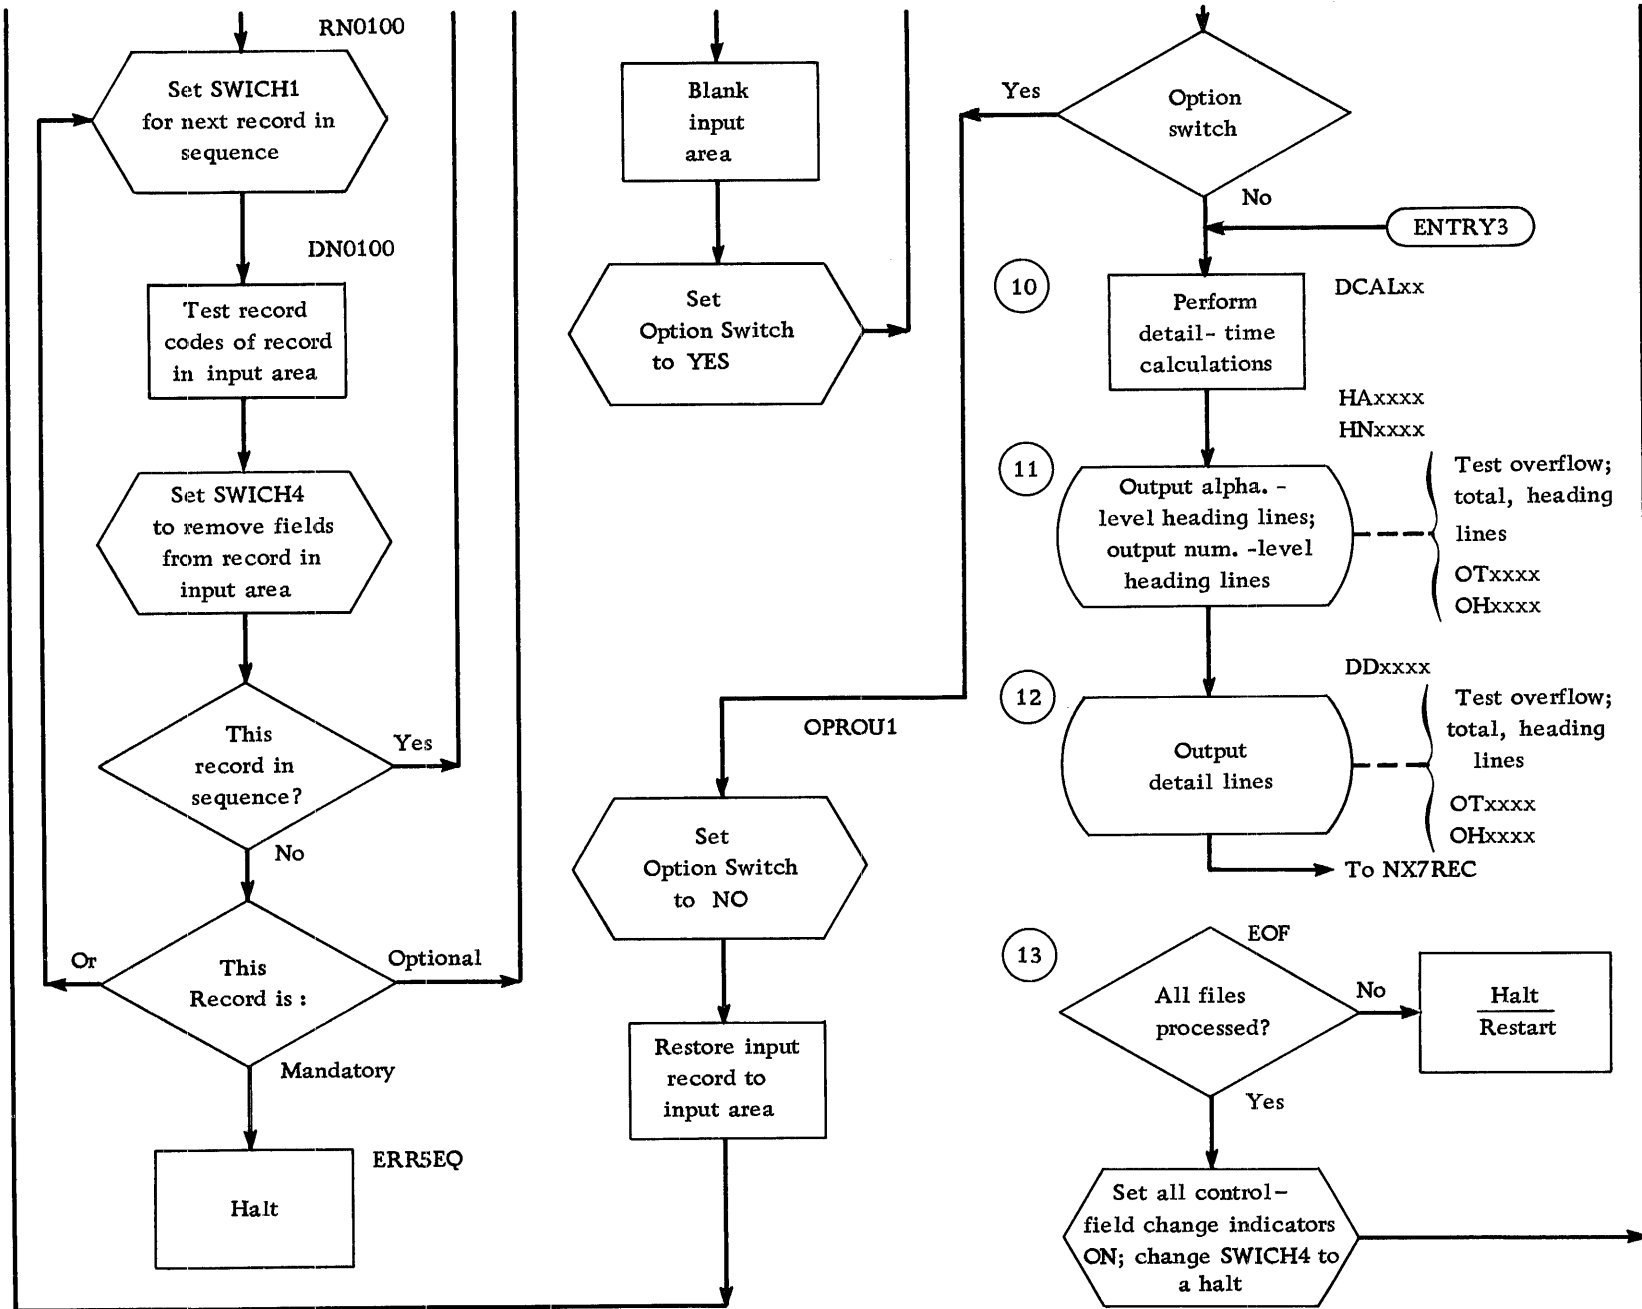 RN0100
Set SWICH1
for next record in
sequence
DN0100
Test record
codes of record
in input area
Set SWICH4
to remove fields
from record in
input area
This
record in
sequence?
Yes
No
This
Record is :
Or
Optional
Mandatory
ERR5EQ
Halt
Blank
input
area
Set
Option Switch
to YES
OPROU1
Set
Option Switch
to NO
Restore input
record to
input area
Option
switch
Yes
No
ENTRY3
10
Perform
detail- time
calculations
DCALxx
HAxxxx
HNxxxx
11
Output alpha. -
level heading lines;
output num. -level
heading lines
Test overflow;
total, heading
lines
OTxxxx
OHxxxx
DDxxxx
12
Output
detail lines
Test overflow;
total, heading
lines
OTxxxx
OHxxxx
To NX7REC
13
EOF
All files
processed?
No
Halt
Restart
Yes
Set all control-
field change indicators
ON; change SWICH4 to
a halt